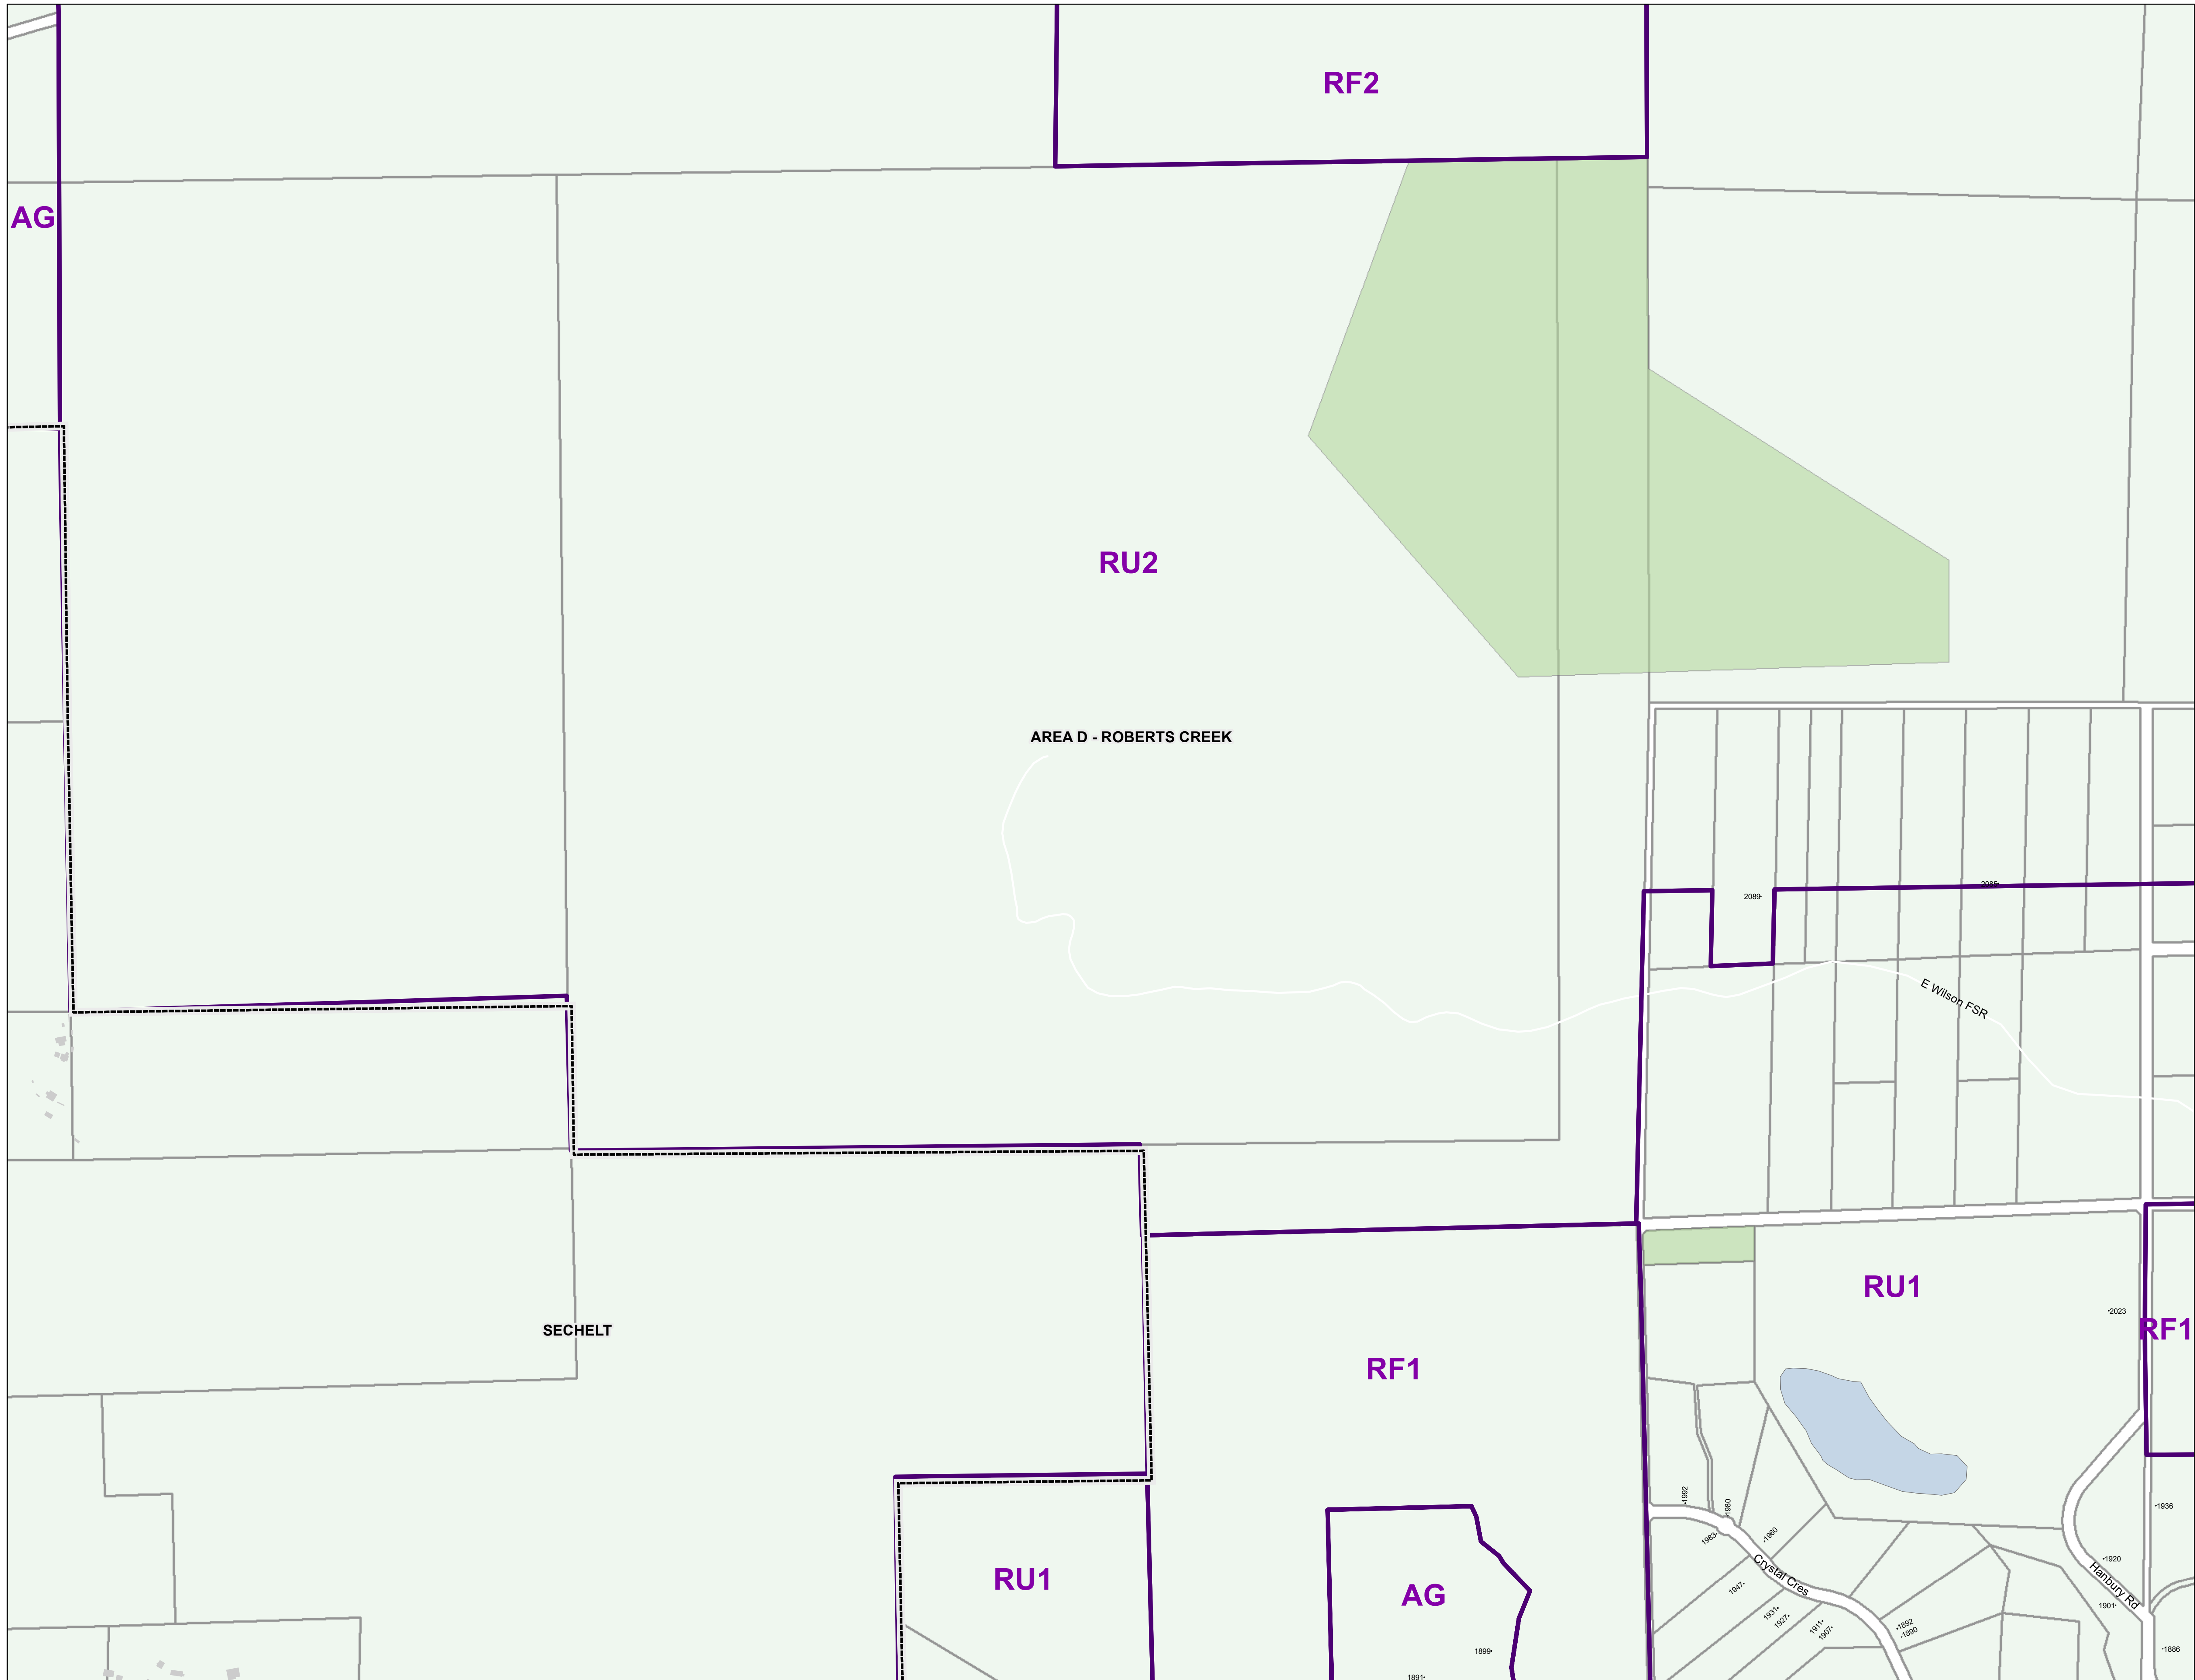 RF2
AG
RU2
AREA D - ROBERTS CREEK
2085
2089
E Wilson FSR
RU1
2023
RF1
SECHELT
RF1
1992
1980
1936
1983
1960
1920
Crystal Cres
Hanbury Rd
RU1
AG
1947
1931
1927
1911
1907
1901
1892
1890
1899
1886
1891